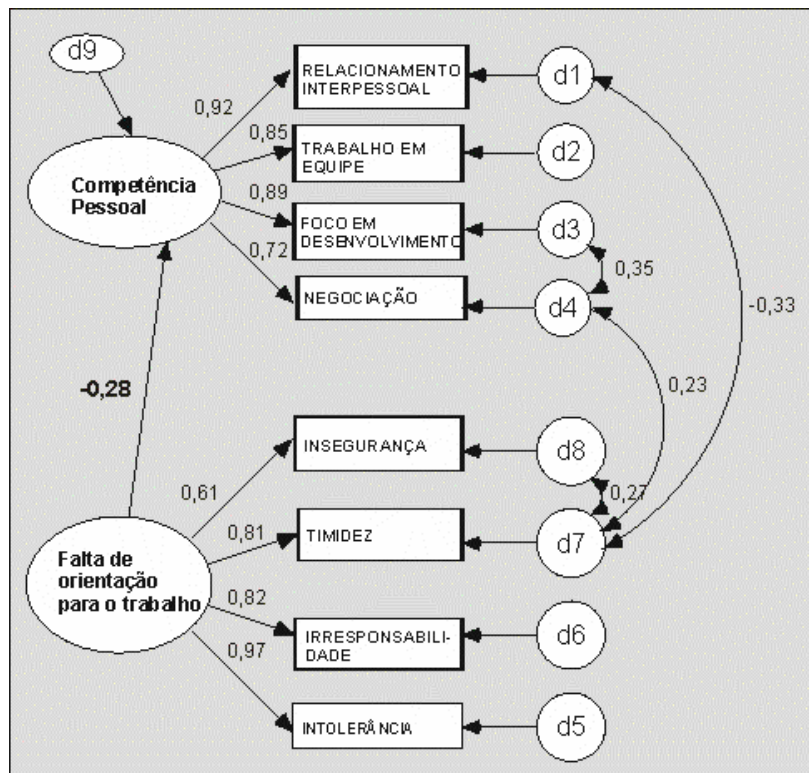 d9
RELACIONAMENTO
INTERPESSOAL
d1
0,92
0,85
TRABALHO EM
EQUIPE
d2
Competência
Pessoal
0,89
FOCO EM
DESENVOLVIMENTO
d3
0,72
0,35
NEGOCIAÇÃO
d4
-0,33
-0,28
0,23
INSEGURANÇA
d8
0,61
0,27
0,81
TIMIDEZ
d7
Falta de
orientação
para o trabalho
0,82
IRRESPONSABILI-
DADE
d6
0,97
INTOLERÂNCIA
d5